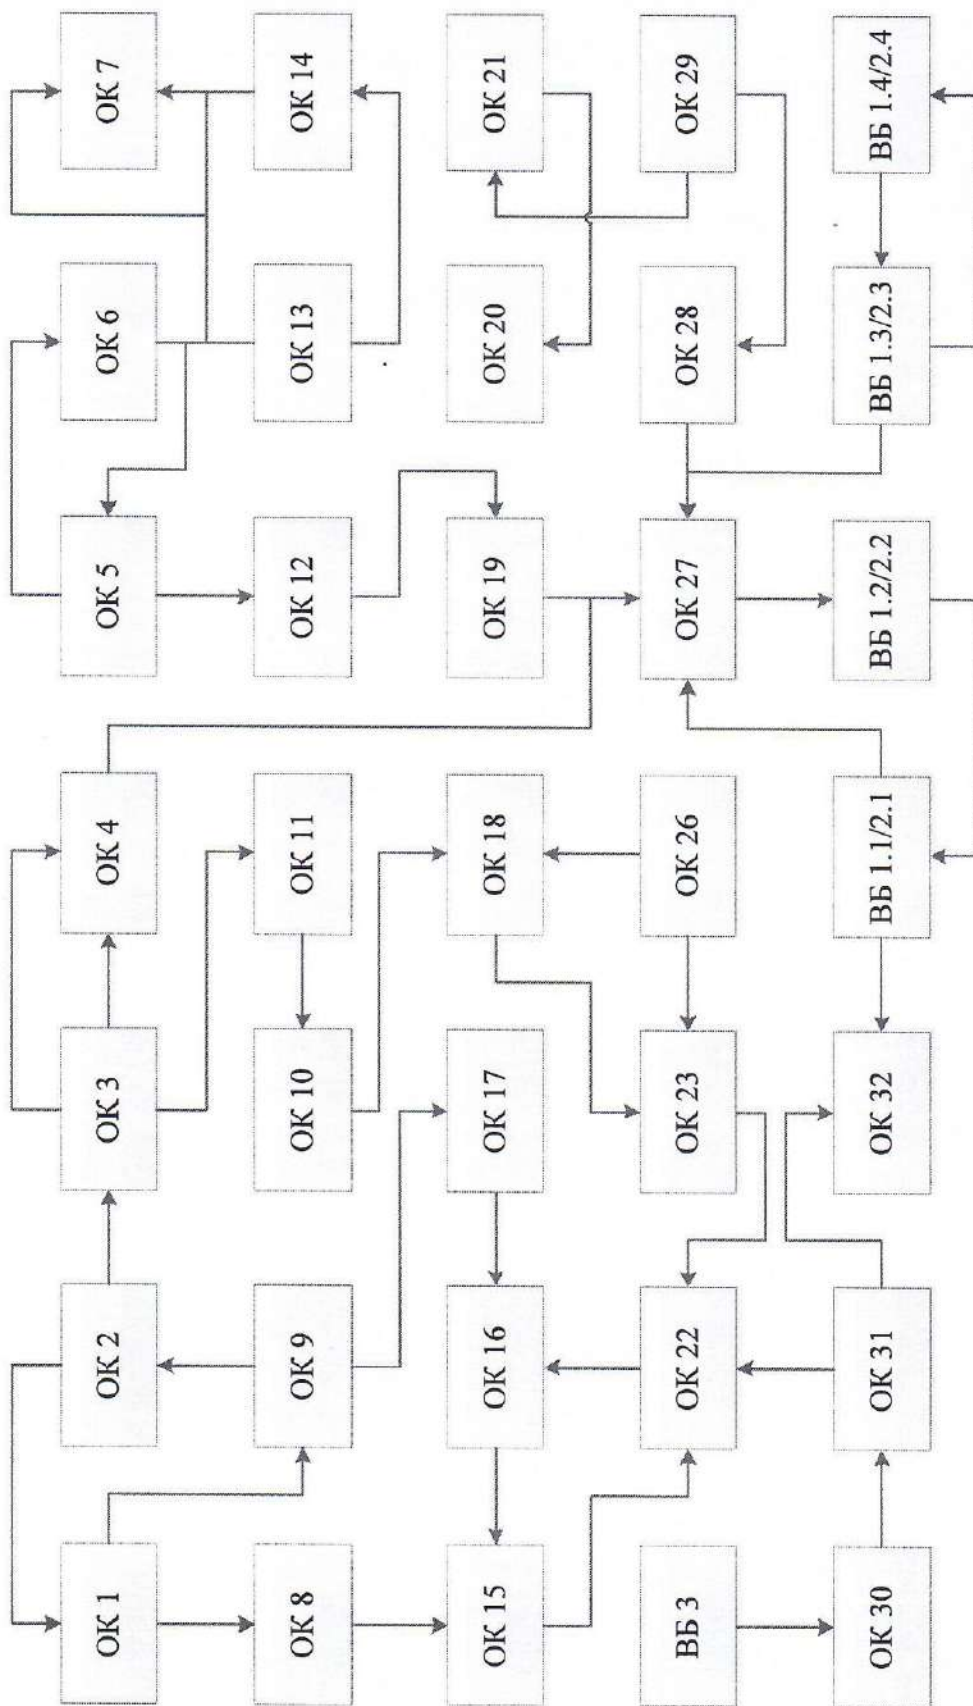 ОК 1
ОК 2
ОК 3
ОК 4
ОК 5
ОК 6
ОК 7
ОК 8
ОК 9
ОК 10
ОК 11
ОК 12
ОК 13
ОК 14
ОК 15
ОК 16
ОК 17
ОК 18
ОК 19
ОК 20
ОК 21
ВБ 3
ОК 22
ОК 23
ОК 26
ОК 27
ОК 28
ОК 29
ОК 30
ОК 31
ОК 32
ВБ 1.1/2.1
ВБ 1.2/2.2
ВБ 1.3/2.3
ВБ 1.4/2.4